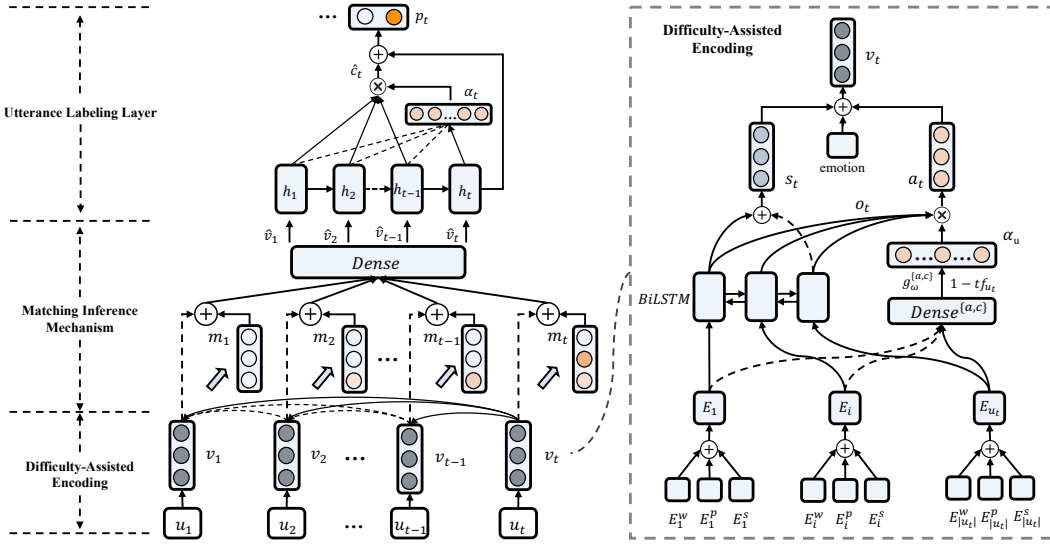 ... p_t
Utterance Labeling Layer
ĉ_t
α_t
...
h_1 h_2 h_{t-1} h_t
v̂_1 v̂_2 v̂_{t-1} v̂_t
Dense
Matching Inference
Mechanism
m_1 m_2 ... m_{t-1} m_t
Difficulty-Assisted
Encoding
v_1 v_2 ... v_{t-1} v_t
u_1 u_2 ... u_{t-1} u_t
Difficulty-Assisted
Encoding
v_t
emotion
s_t a_t
o_t
α_u
... ...
g_ω^{{a,c}} 1 − tf_{u_t}
BiLSTM
Dense^{{a,c}}
E_1 E_i E_{u_t}
E_1^w E_1^p E_1^s E_i^w E_i^p E_i^s E_{|u_t|}^w E_{|u_t|}^p E_{|u_t|}^s